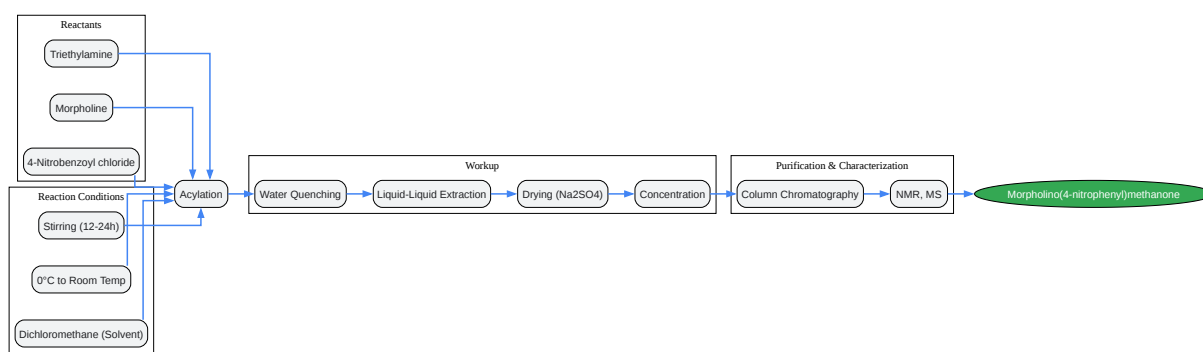 Reactants
Triethylamine
Morpholine
4-Nitrobenzoyl chloride
Reaction Conditions
Stirring (12-24h)
0°C to Room Temp
Dichloromethane (Solvent)
Acylation
Workup
Water Quenching
Liquid-Liquid Extraction
Drying (Na2SO4)
Concentration
Purification & Characterization
Column Chromatography
NMR, MS
Morpholino(4-nitrophenyl)methanone